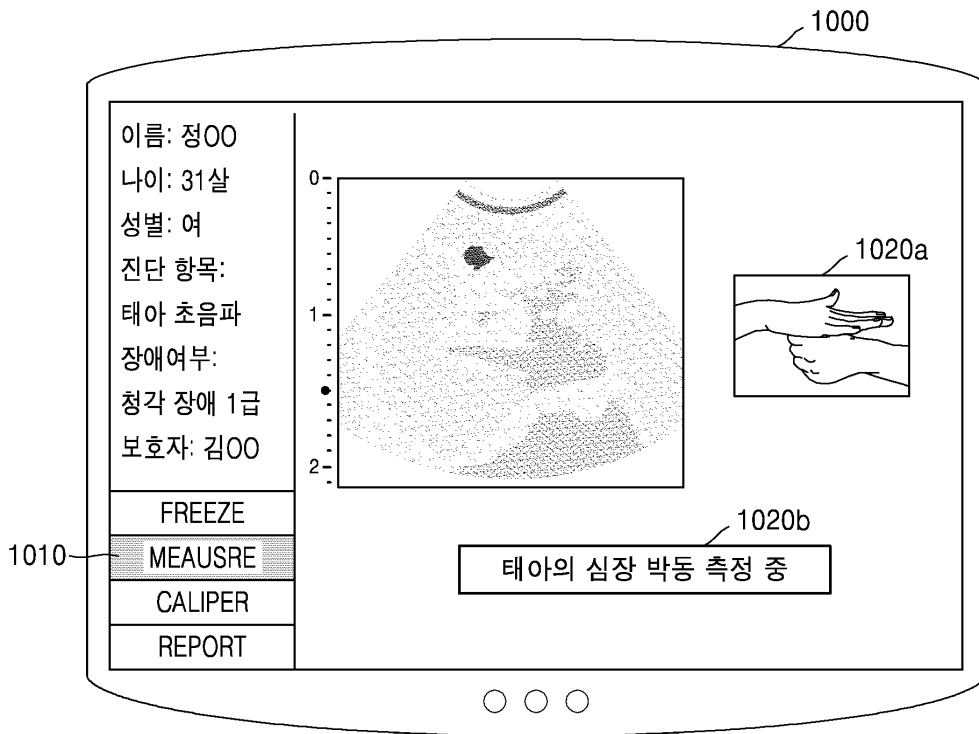 1000
이름: 정OO
나이: 31살
성별: 여
진단 항목:
태아 초음파
장애여부:
청각 장애 1급
보호자: 김OO
FREEZE
1010
MEAUSRE
CALIPER
REPORT
0
1
2
1020a
1020b
태아의 심장 박동 측정 중